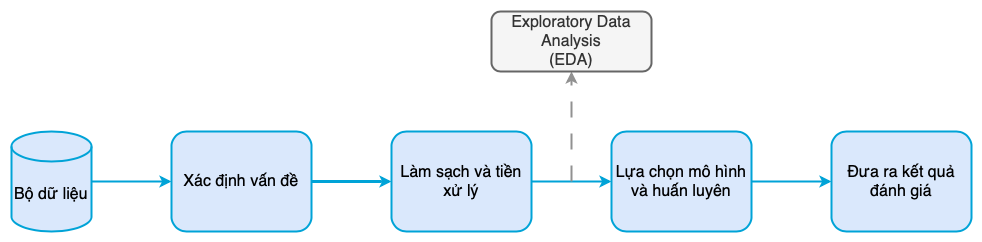 Exploratory Data
Analysis
(EDA)
Bộ dữ liệu
Xác định vấn đề
Làm sạch và tiền
xử lý
Lựa chọn mô hình
và huấn luyên
Đưa ra kết quả
đánh giá